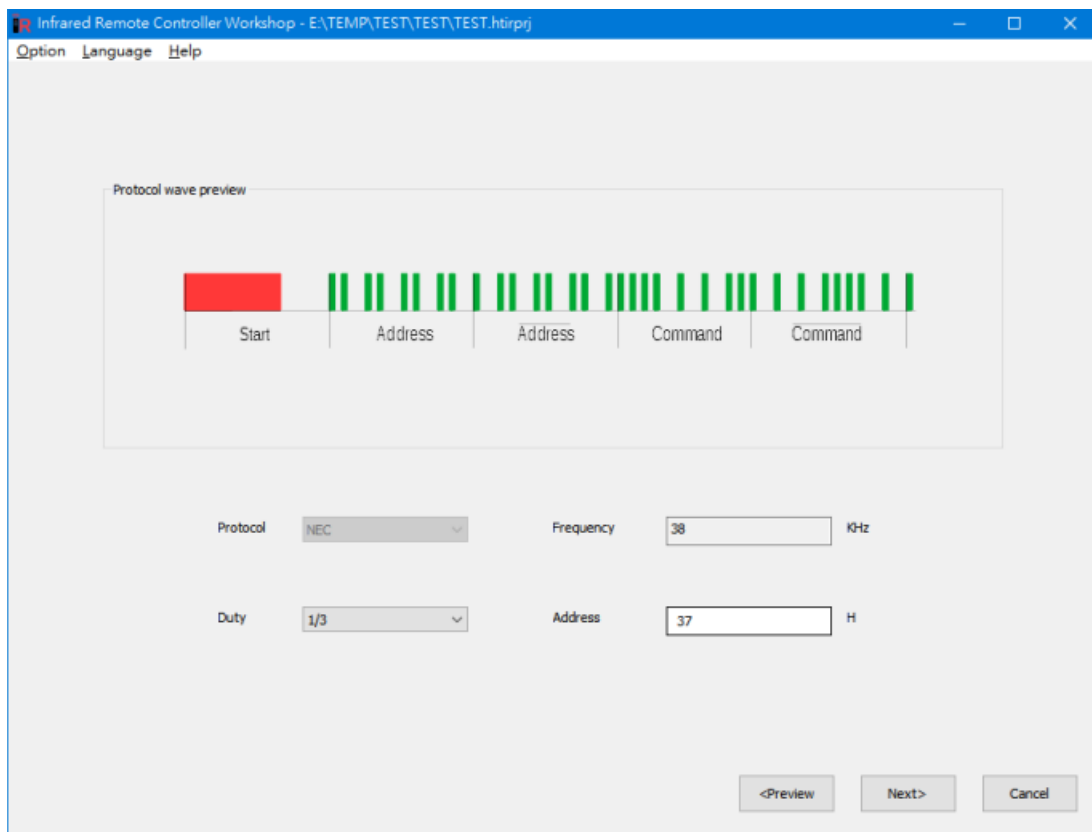 Infrared Remote Controller Workshop - E:\TEMP\TEST\TEST\TEST.htirprj
Option Language Help
Protocol wave preview
Start Address Address Command Command
Protocol NEC Frequency 38 KHz
Duty 1/3 Address 37 H
<Preview Next> Cancel